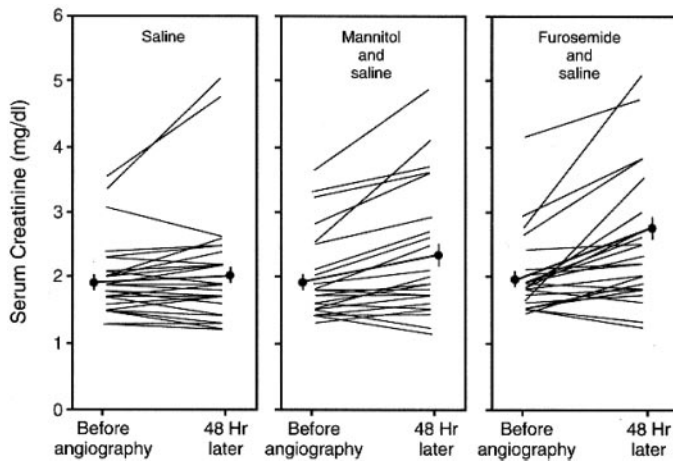 Serum Creatinine (mg/dl)
6
5
4
3
2
1
0
Saline
Mannitol
and
saline
Furosemide
and
saline
Before
angiography
48 Hr
later
Before
angiography
48 Hr
later
Before
angiography
48 Hr
later